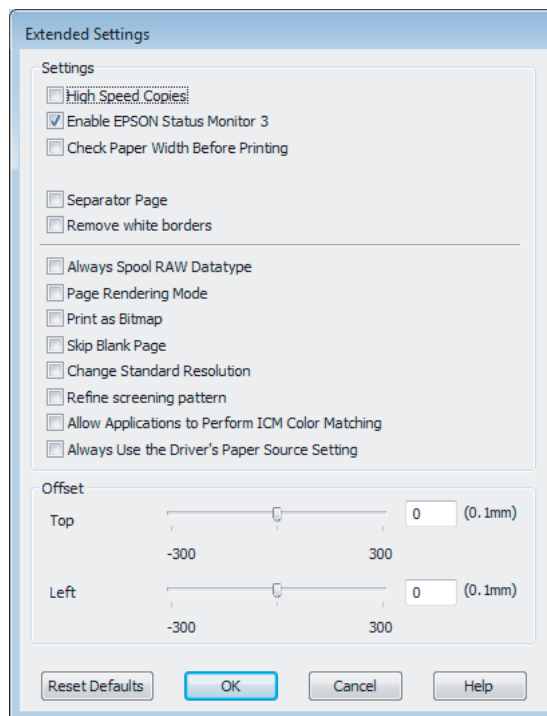 Extended Settings
Settings
High Speed Copies
Enable EPSON Status Monitor 3
Check Paper Width Before Printing
Separator Page
Remove white borders
Always Spool RAW Datatype
Page Rendering Mode
Print as Bitmap
Skip Blank Page
Change Standard Resolution
Refine screening pattern
Allow Applications to Perform ICM Color Matching
Always Use the Driver's Paper Source Setting
Offset
Top 0 (0.1mm)
-300 300
Left 0 (0.1mm)
-300 300
Reset Defaults OK Cancel Help